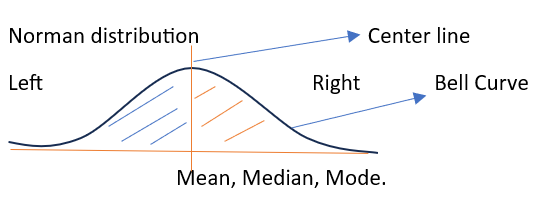 Norman distribution
Center line
Left
Right
Bell Curve
Mean, Median, Mode.